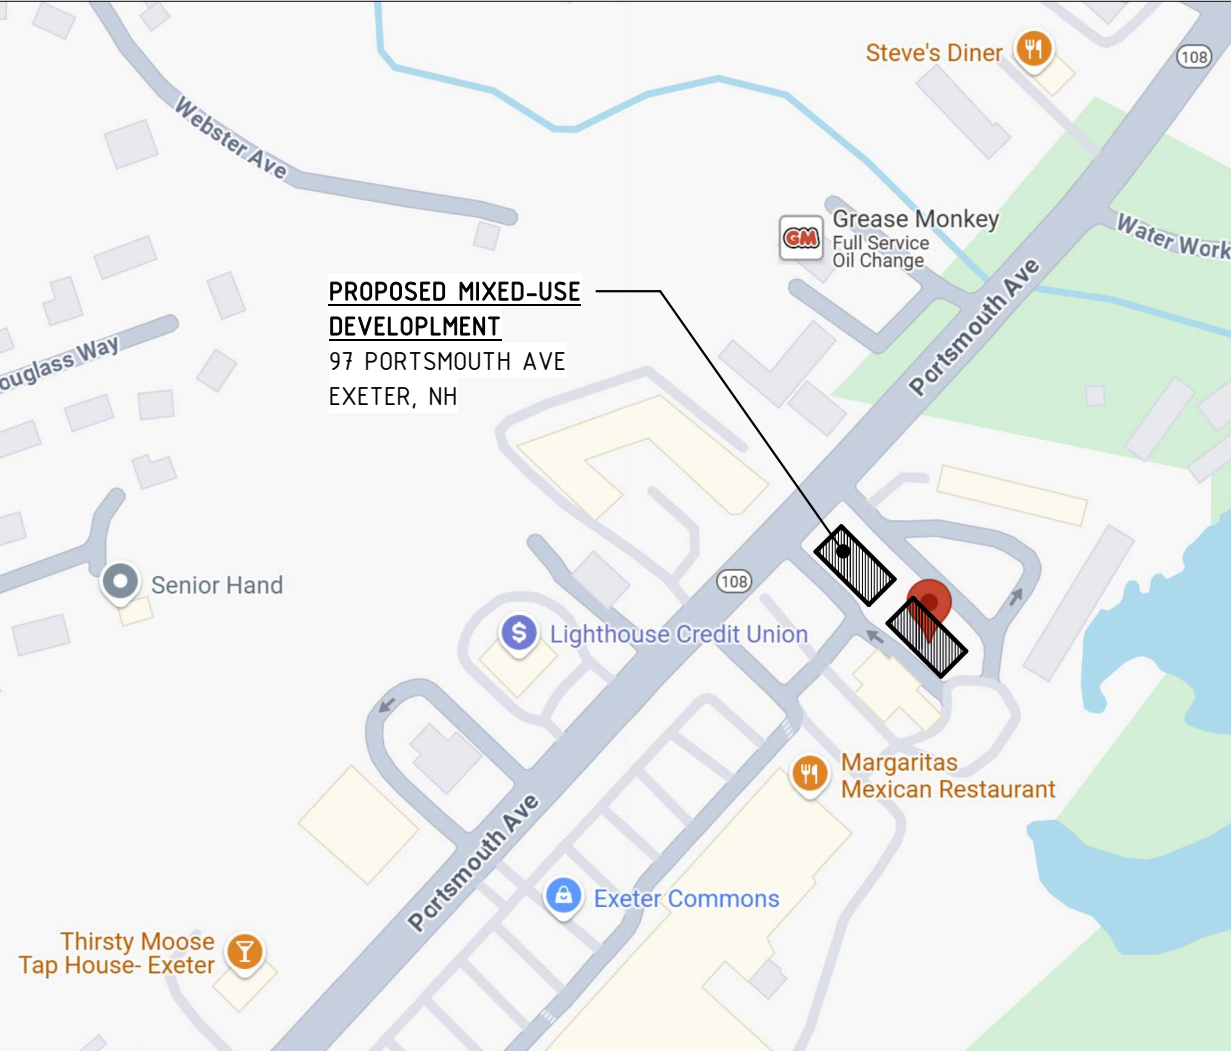 Steve's Diner
108
Webster Ave
Grease Monkey
GM
Full Service
Oil Change
Water Work
Portsmouth Ave
PROPOSED MIXED-USE
DEVELOPLMENT
97 PORTSMOUTH AVE
EXETER, NH
ouglass Way
108
Senior Hand
$
Lighthouse Credit Union
Margaritas
Mexican Restaurant
Portsmouth Ave
Exeter Commons
Thirsty Moose
Tap House- Exeter